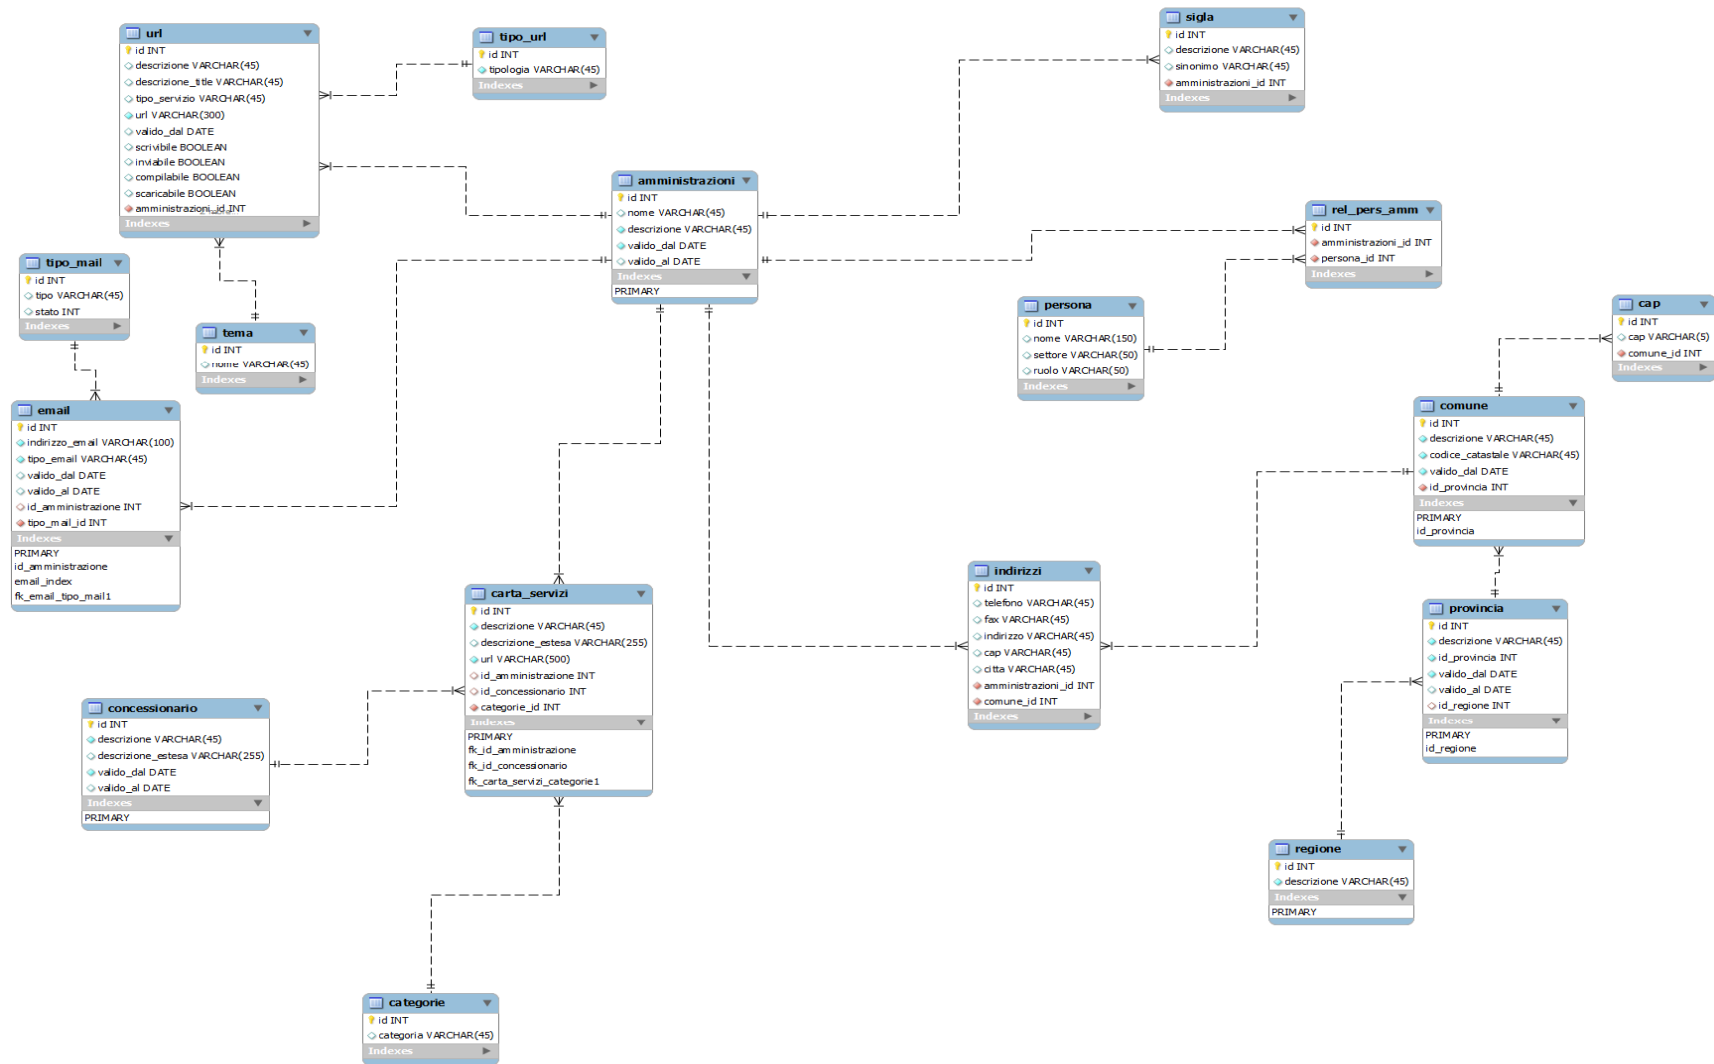 url
id INT
descrizione VARCHAR(45)
descrizione_title VARCHAR(45)
tipo_servizio VARCHAR(45)
url VARCHAR(300)
valido_dal DATE
scrivibile BOOLEAN
inviabile BOOLEAN
compilabile BOOLEAN
scaricabile BOOLEAN
amministrazioni_id INT
Indexes
tipo_url
id INT
tipologia VARCHAR(45)
Indexes
sigla
id INT
descrizione VARCHAR(45)
sinonimo VARCHAR(45)
amministrazioni_id INT
Indexes
amministrazioni
id INT
nome VARCHAR(45)
descrizione VARCHAR(45)
valido_dal DATE
valido_al DATE
Indexes
PRIMARY
rel_pers_amm
id INT
amministrazioni_id INT
persona_id INT
Indexes
tipo_mail
id INT
tipo VARCHAR(45)
stato INT
Indexes
tema
id INT
nome VARCHAR(45)
Indexes
persona
id INT
nome VARCHAR(150)
settore VARCHAR(50)
ruolo VARCHAR(50)
Indexes
cap
id INT
cap VARCHAR(5)
comune_id INT
Indexes
email
id INT
indirizzo_email VARCHAR(100)
tipo_email VARCHAR(45)
valido_dal DATE
valido_al DATE
id_amministrazione INT
tipo_mail_id INT
Indexes
PRIMARY
id_amministrazione
email_index
fk_email_tipo_mail1
comune
id INT
descrizione VARCHAR(45)
codice_catastale VARCHAR(45)
valido_dal DATE
id_provincia INT
Indexes
PRIMARY
id_provincia
carta_servizi
id INT
descrizione VARCHAR(45)
descrizione_estesa VARCHAR(255)
url VARCHAR(500)
id_amministrazione INT
id_concessionario INT
categorie_id INT
Indexes
PRIMARY
fk_id_amministrazione
fk_id_concessionario
fk_carta_servizi_categorie1
indirizzi
id INT
telefono VARCHAR(45)
fax VARCHAR(45)
indirizzo VARCHAR(45)
cap VARCHAR(45)
citta VARCHAR(45)
amministrazioni_id INT
comune_id INT
Indexes
provincia
id INT
descrizione VARCHAR(45)
id_provincia INT
valido_dal DATE
valido_al DATE
id_regione INT
Indexes
PRIMARY
id_regione
concessionario
id INT
descrizione VARCHAR(45)
descrizione_estesa VARCHAR(255)
valido_dal DATE
valido_al DATE
Indexes
PRIMARY
regione
id INT
descrizione VARCHAR(45)
Indexes
PRIMARY
categorie
id INT
categoria VARCHAR(45)
Indexes